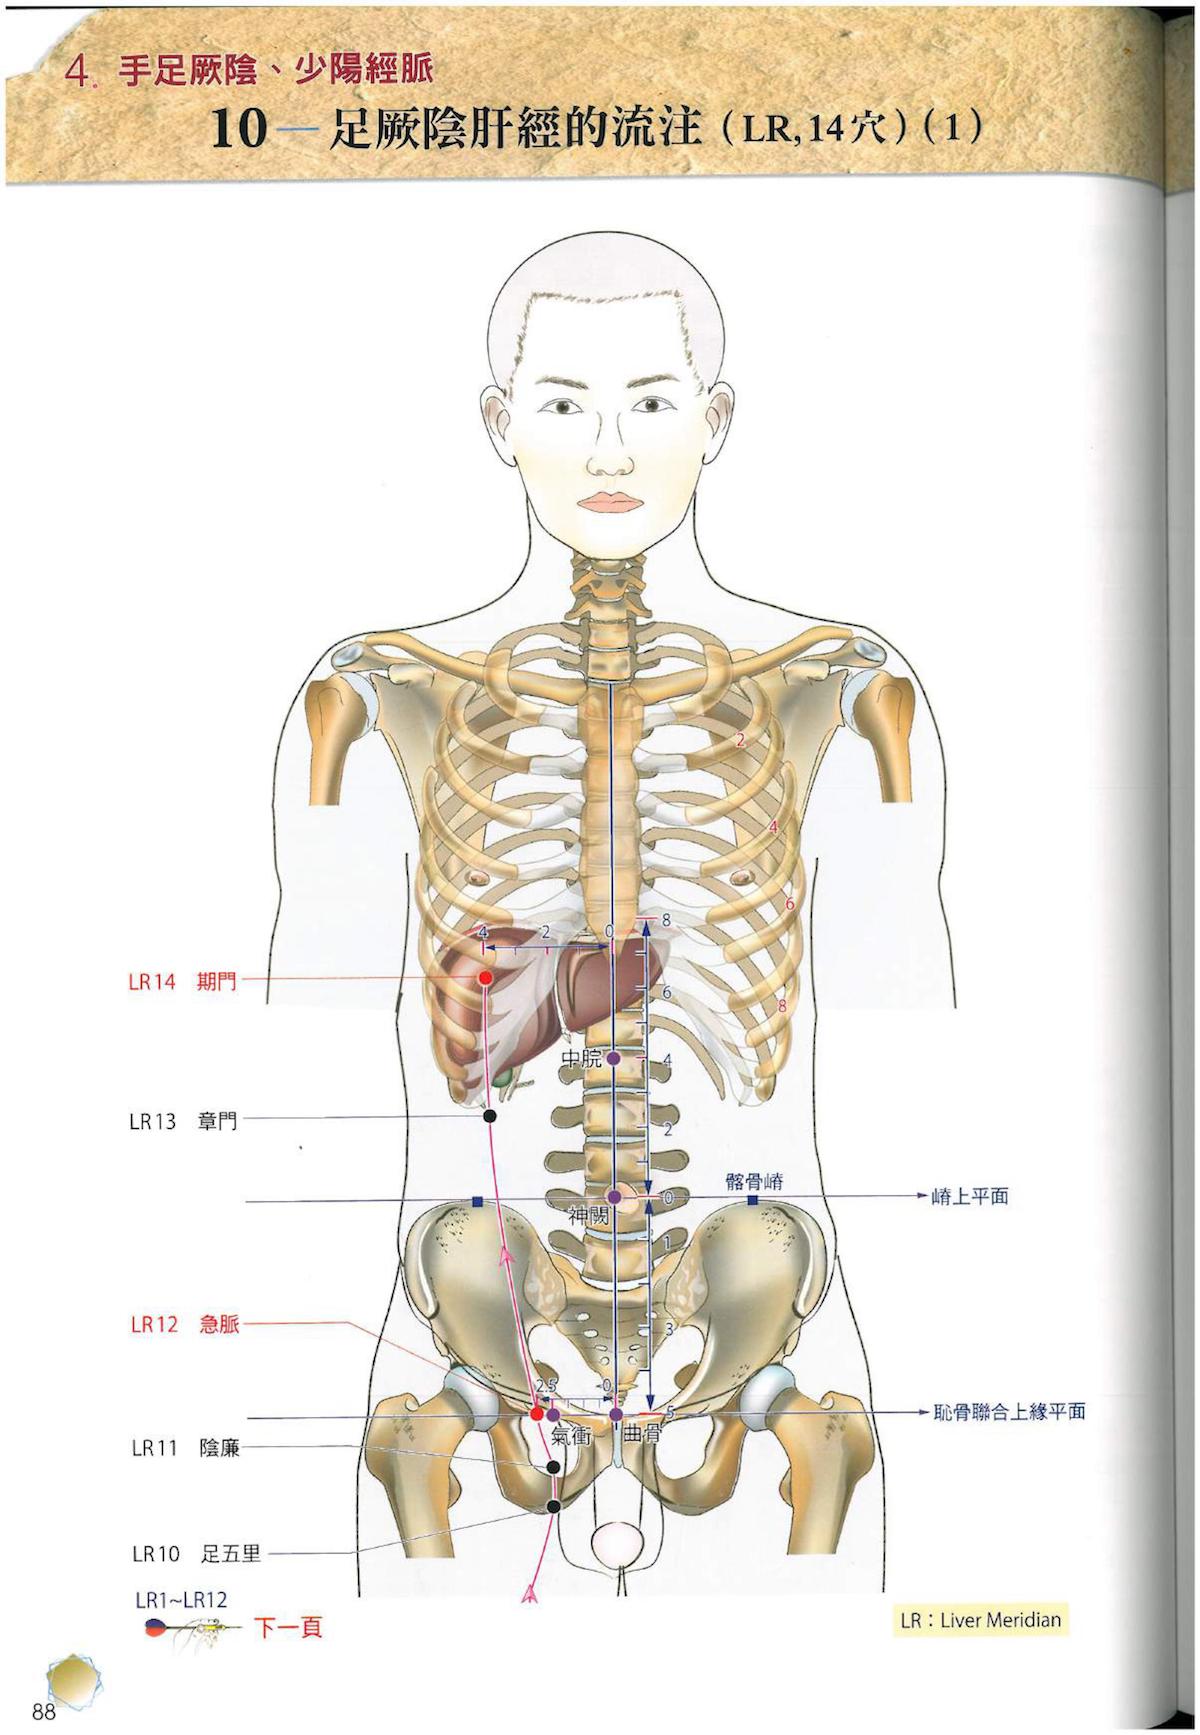 4. 手足厥陰、少陽經脈
10—足厥陰肝經的流注（LR, 14穴）（1）
2
4
6
8
4 2 0
8
6
4
2
0
1
3
5
LR14 期門
中脘
LR13 章門
髂骨嵴
嵴上平面
神闕
LR12 急脈
2.5 0
恥骨聯合上緣平面
氣衝
曲骨
LR11 陰廉
LR10 足五里
LR1~LR12
下一頁
LR：Liver Meridian
88